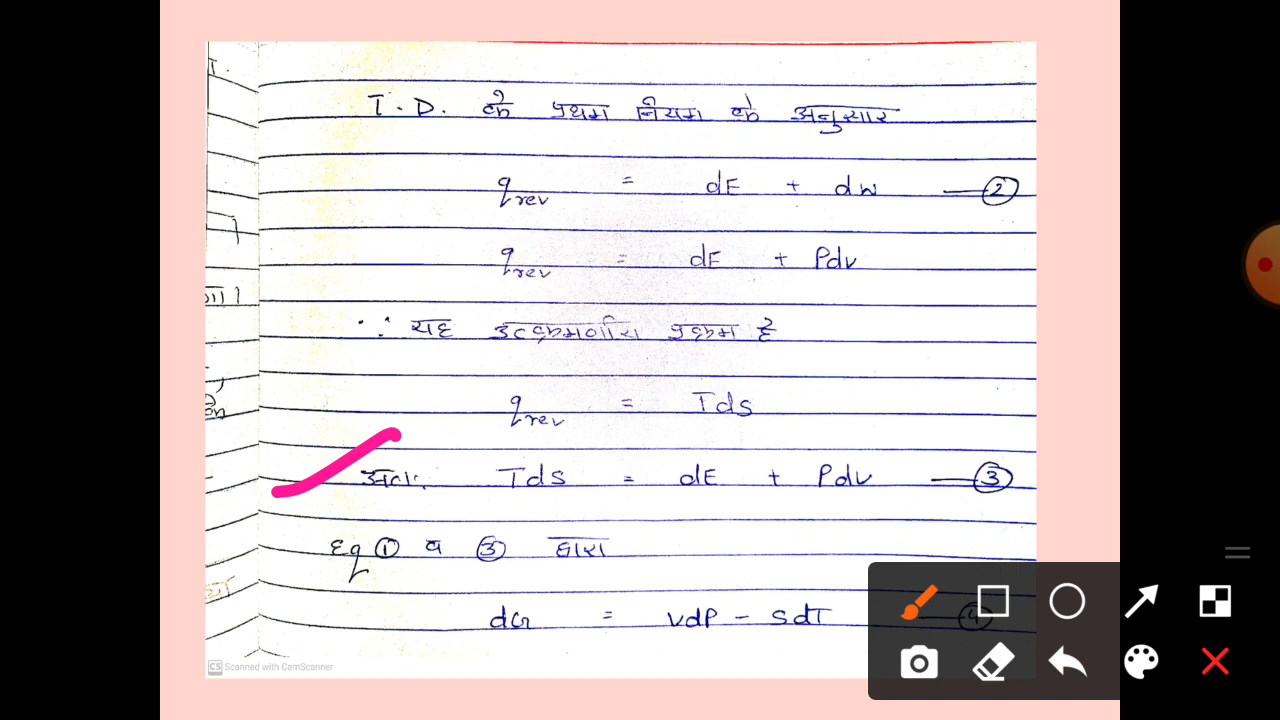 T.D. के प्रथम नियम के अनुसार
qrev = dE + dw — ②
qrev = dE + Pdv
∵ यह उत्क्रमणीय प्रक्रम है
qrev = Tds
अतः Tds = dE + Pdv — ③
Eq ① व ③ द्वारा
dG = vdP - SdT — ④
CS Scanned with CamScanner